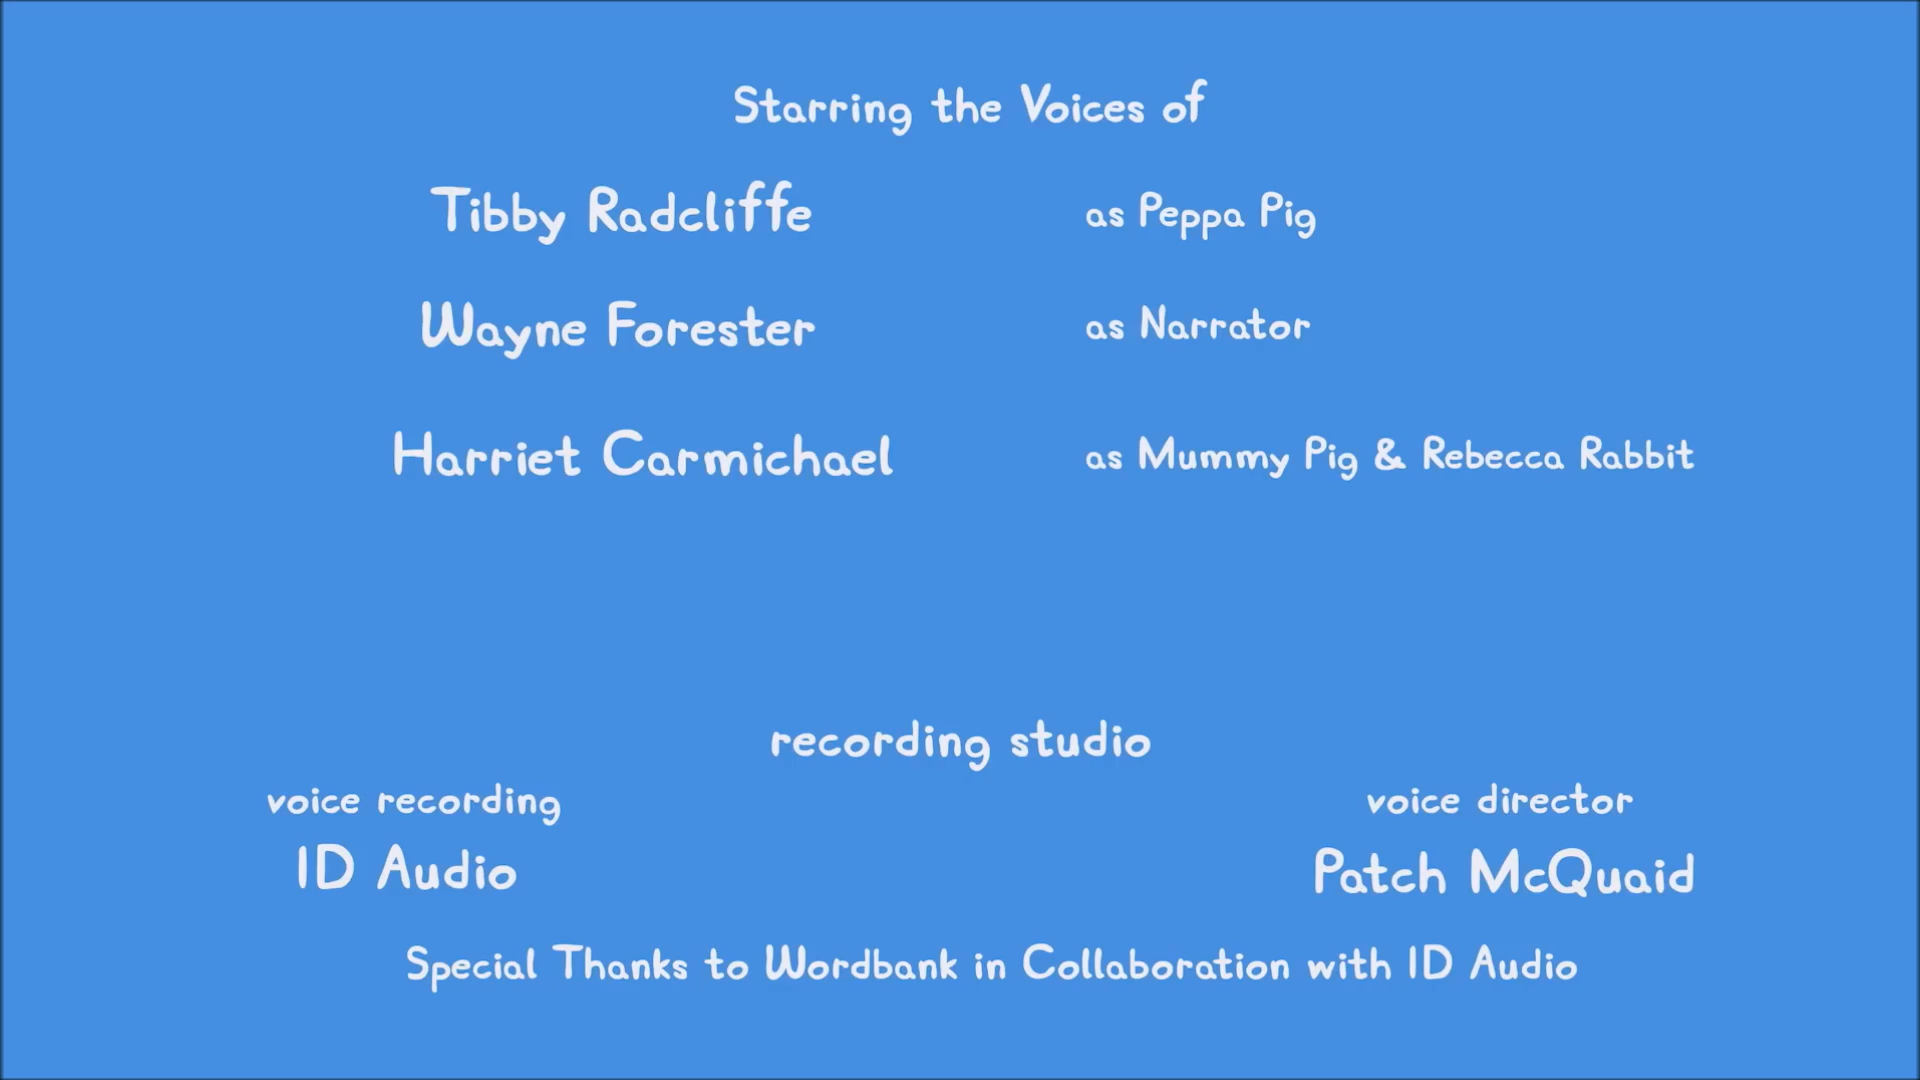 Starring the Voices of
Tibby Radcliffe as Peppa Pig
Wayne Forester as Narrator
Harriet Carmichael as Mummy Pig & Rebecca Rabbit
recording studio
voice recording voice director
ID Audio Patch McQuaid
Special Thanks to Wordbank in Collaboration with ID Audio